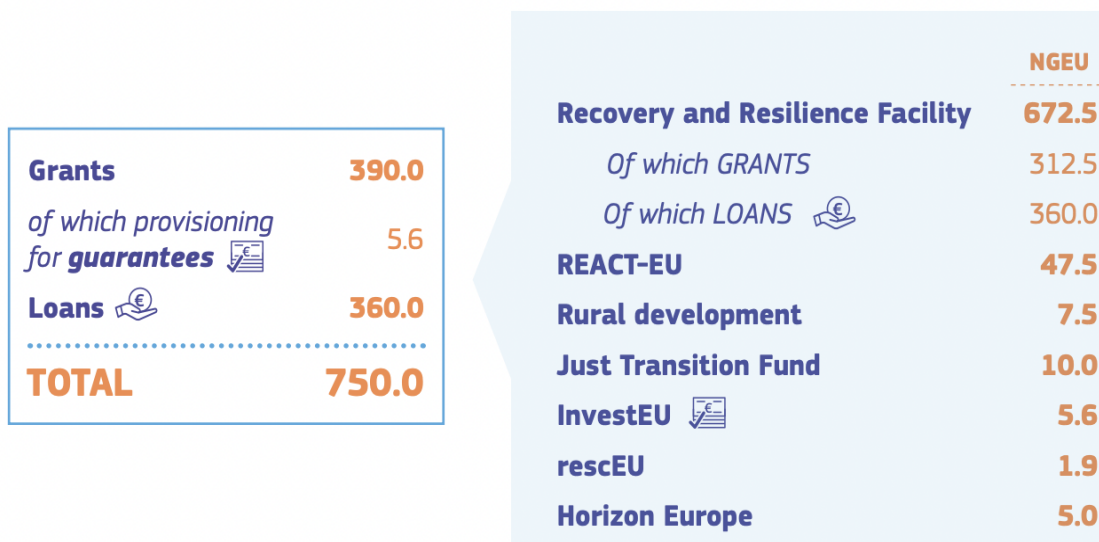 Grants 390.0
of which provisioning
for guarantees 5.6
Loans 360.0
TOTAL 750.0
NGEU
Recovery and Resilience Facility 672.5
Of which GRANTS 312.5
Of which LOANS 360.0
REACT-EU 47.5
Rural development 7.5
Just Transition Fund 10.0
InvestEU 5.6
rescEU 1.9
Horizon Europe 5.0